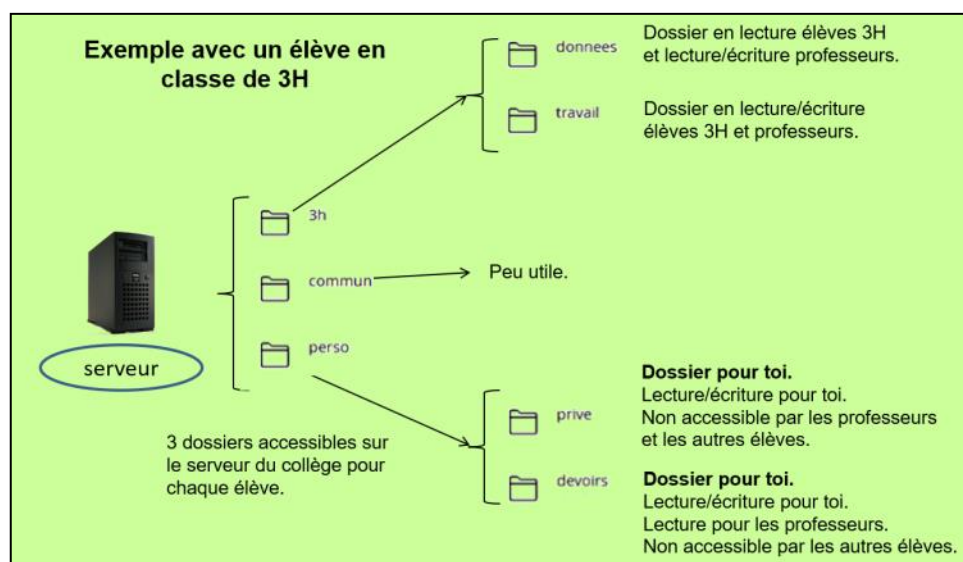 Exemple avec un élève en
classe de 3H
donnees
Dossier en lecture élèves 3H
et lecture/écriture professeurs.
travail
Dossier en lecture/écriture
élèves 3H et professeurs.
3h
commun
Peu utile.
perso
serveur
3 dossiers accessibles sur
le serveur du collège pour
chaque élève.
prive
Dossier pour toi.
Lecture/écriture pour toi.
Non accessible par les professeurs
et les autres élèves.
devoirs
Dossier pour toi.
Lecture/écriture pour toi.
Lecture pour les professeurs.
Non accessible par les autres élèves.